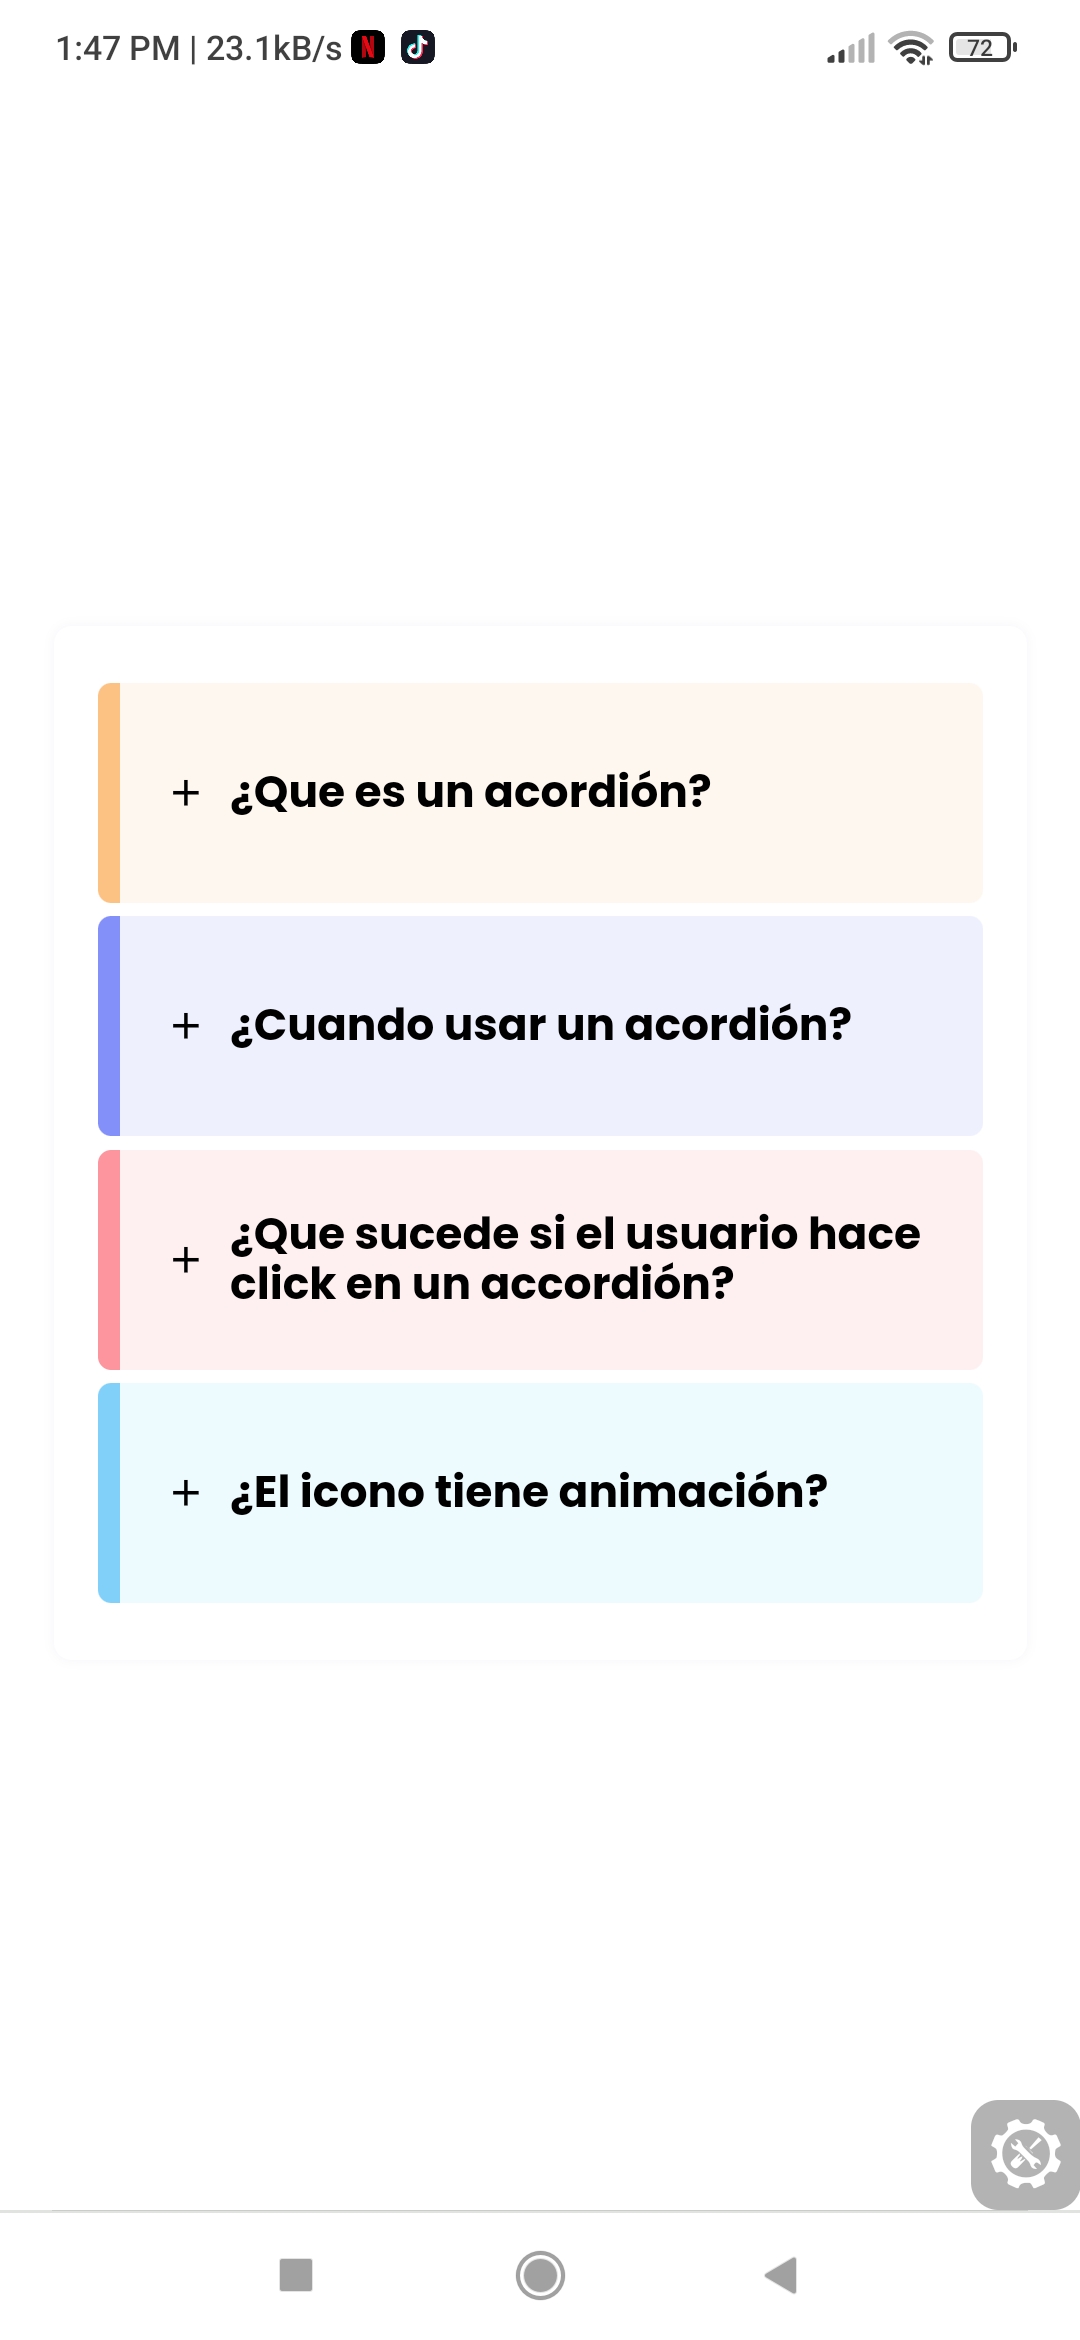 1:47 PM | 23.1kB/s
72
+ ¿Que es un acordión?
+ ¿Cuando usar un acordión?
+ ¿Que sucede si el usuario hace
click en un accordión?
+ ¿El icono tiene animación?